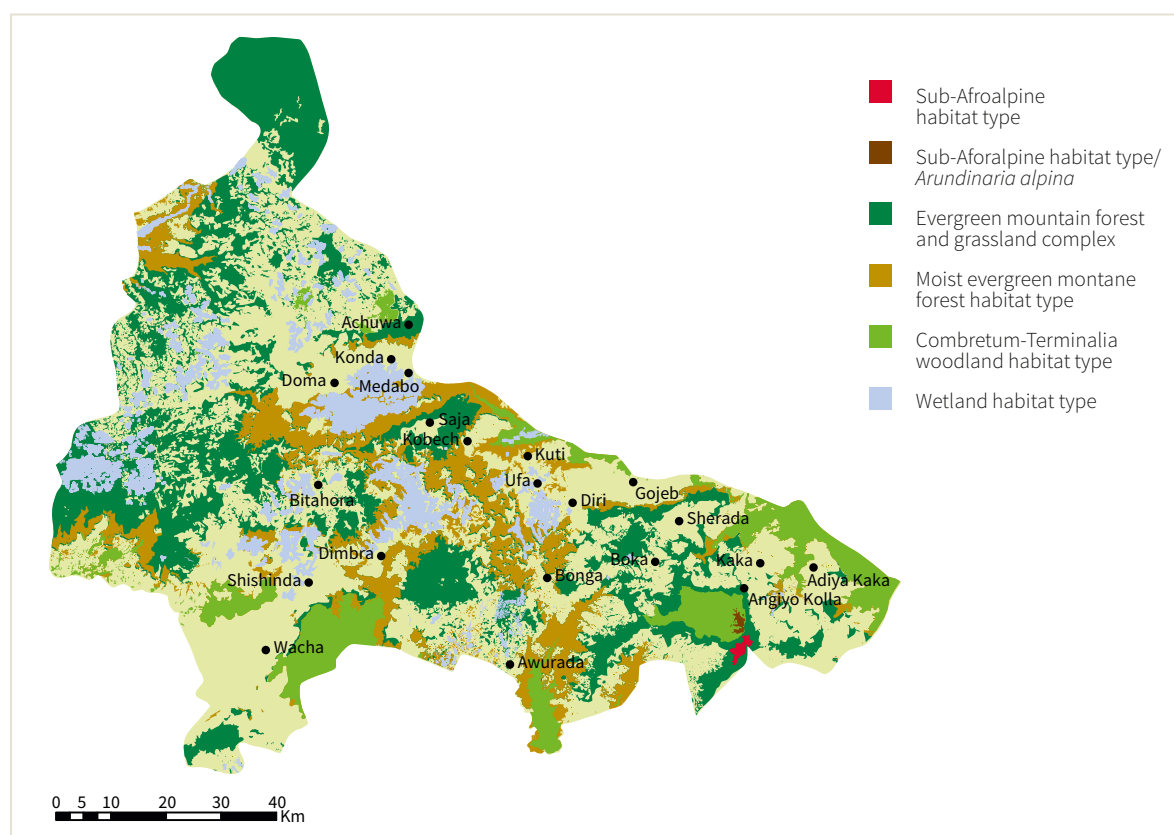 Sub-Afroalpine
habitat type
Sub-Aforalpine habitat type/
Arundinaria alpina
Evergreen mountain forest
and grassland complex
Moist evergreen montane
forest habitat type
Combretum-Terminalia
woodland habitat type
Wetland habitat type
Achuwa
Konda
Doma
Medabo
Saja
Kobech
Kuti
Ufa
Gojeb
Bitahora
Diri
Sherada
Dimbra
Boka
Kaka
Adiya Kaka
Shishinda
Bonga
Angiyo Kolla
Wacha
Awurada
0 5 10 20 30 40
Km